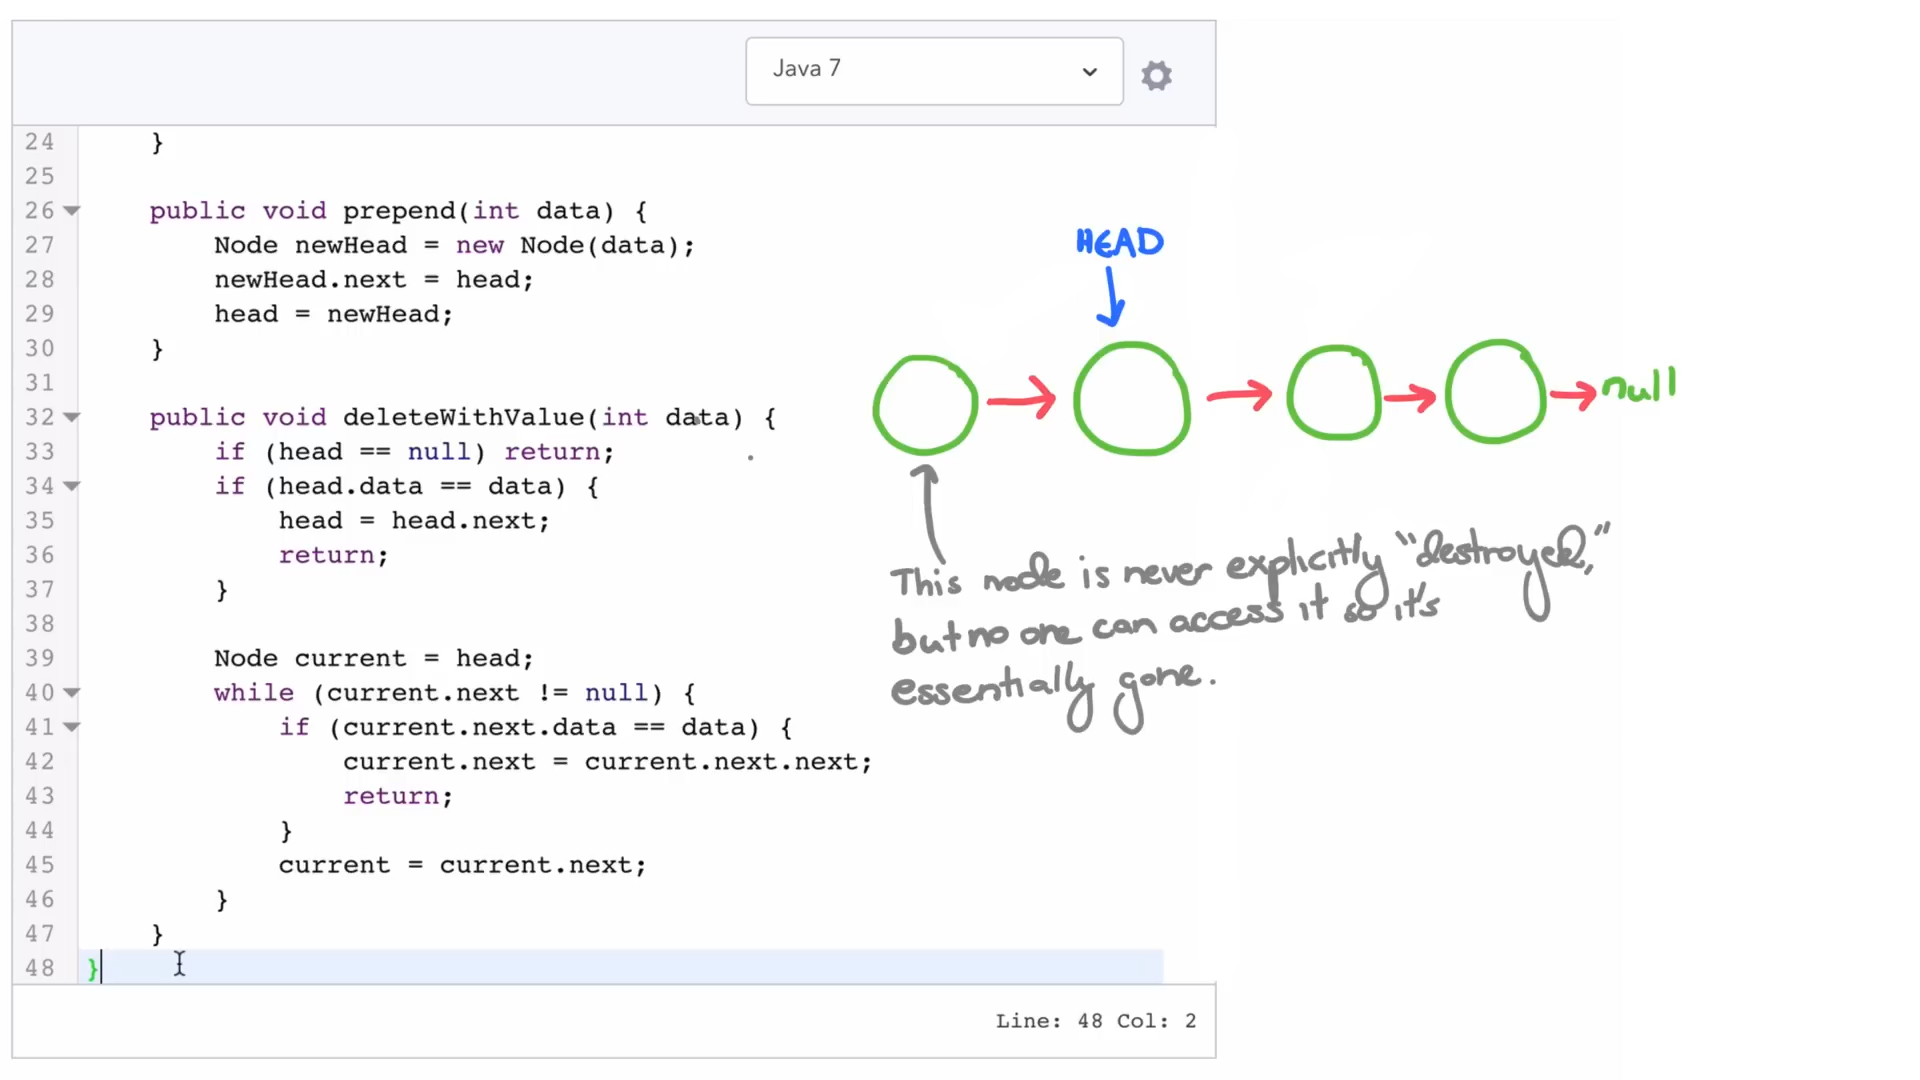 Java 7
24 }
25
26 public void prepend(int data) {
27 Node newHead = new Node(data);
28 newHead.next = head;
29 head = newHead;
30 }
31
32 public void deleteWithValue(int data) {
33 if (head == null) return;
34 if (head.data == data) {
35 head = head.next;
36 return;
37 }
38
39 Node current = head;
40 while (current.next != null) {
41 if (current.next.data == data) {
42 current.next = current.next.next;
43 return;
44 }
45 current = current.next;
46 }
47 }
48 }
Line: 48 Col: 2
HEAD
null
This node is never explicitly "destroyed,"
but no one can access it so it's
essentially gone.